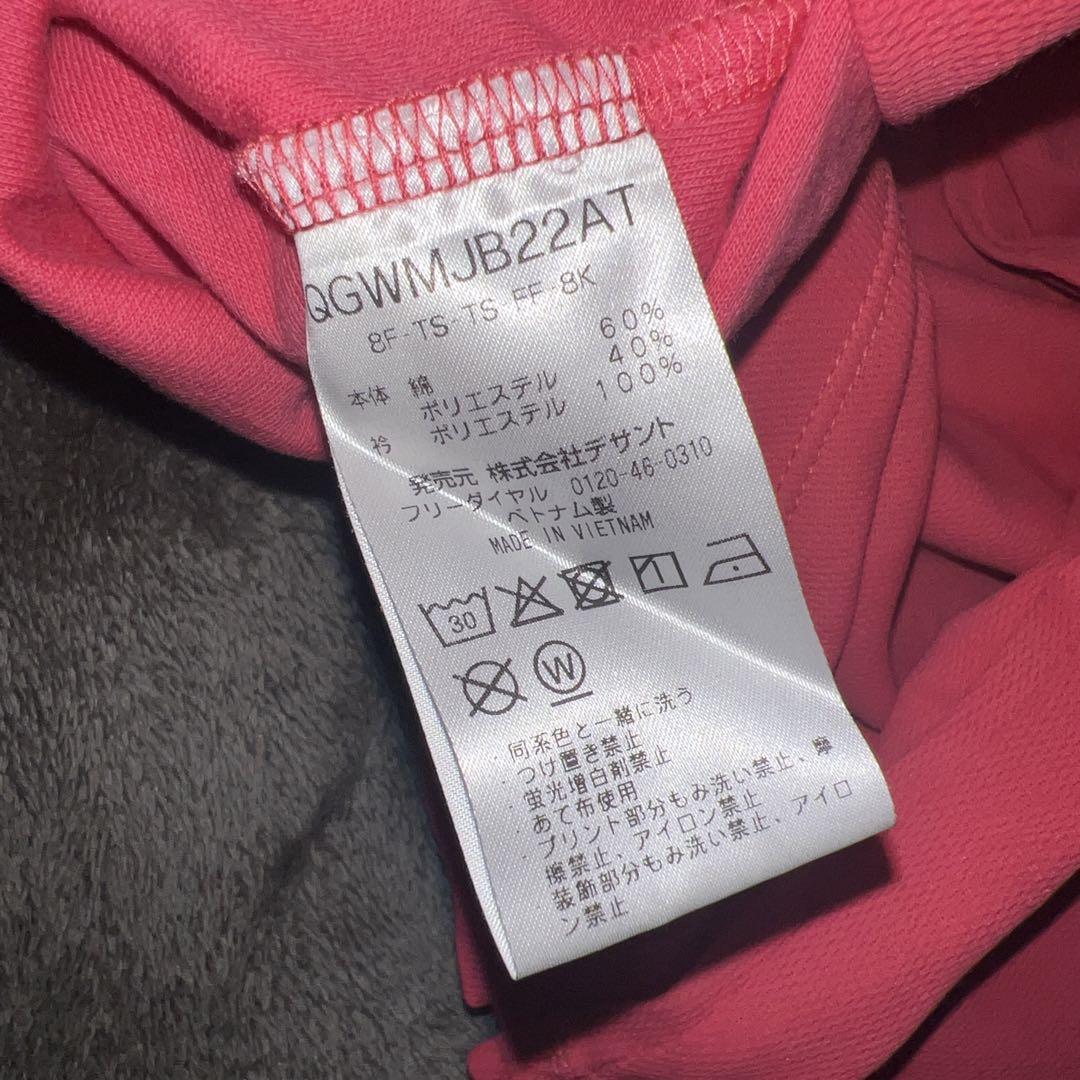 QGWMJB22AT
8F-TS-TS-FF-8K
本体 綿 60%
ポリエステル 40%
衿 ポリエステル 100%
発売元 株式会社デサント
フリーダイヤル 0120-46-0310
ベトナム製
MADE IN VIETNAM
30
W
・同系色と一緒に洗う
・つけ置き禁止
・蛍光増白剤禁止
・あて布使用
・プリント部分もみ洗い禁止、摩
擦禁止、アイロン禁止
・装飾部分もみ洗い禁止、アイロ
ン禁止